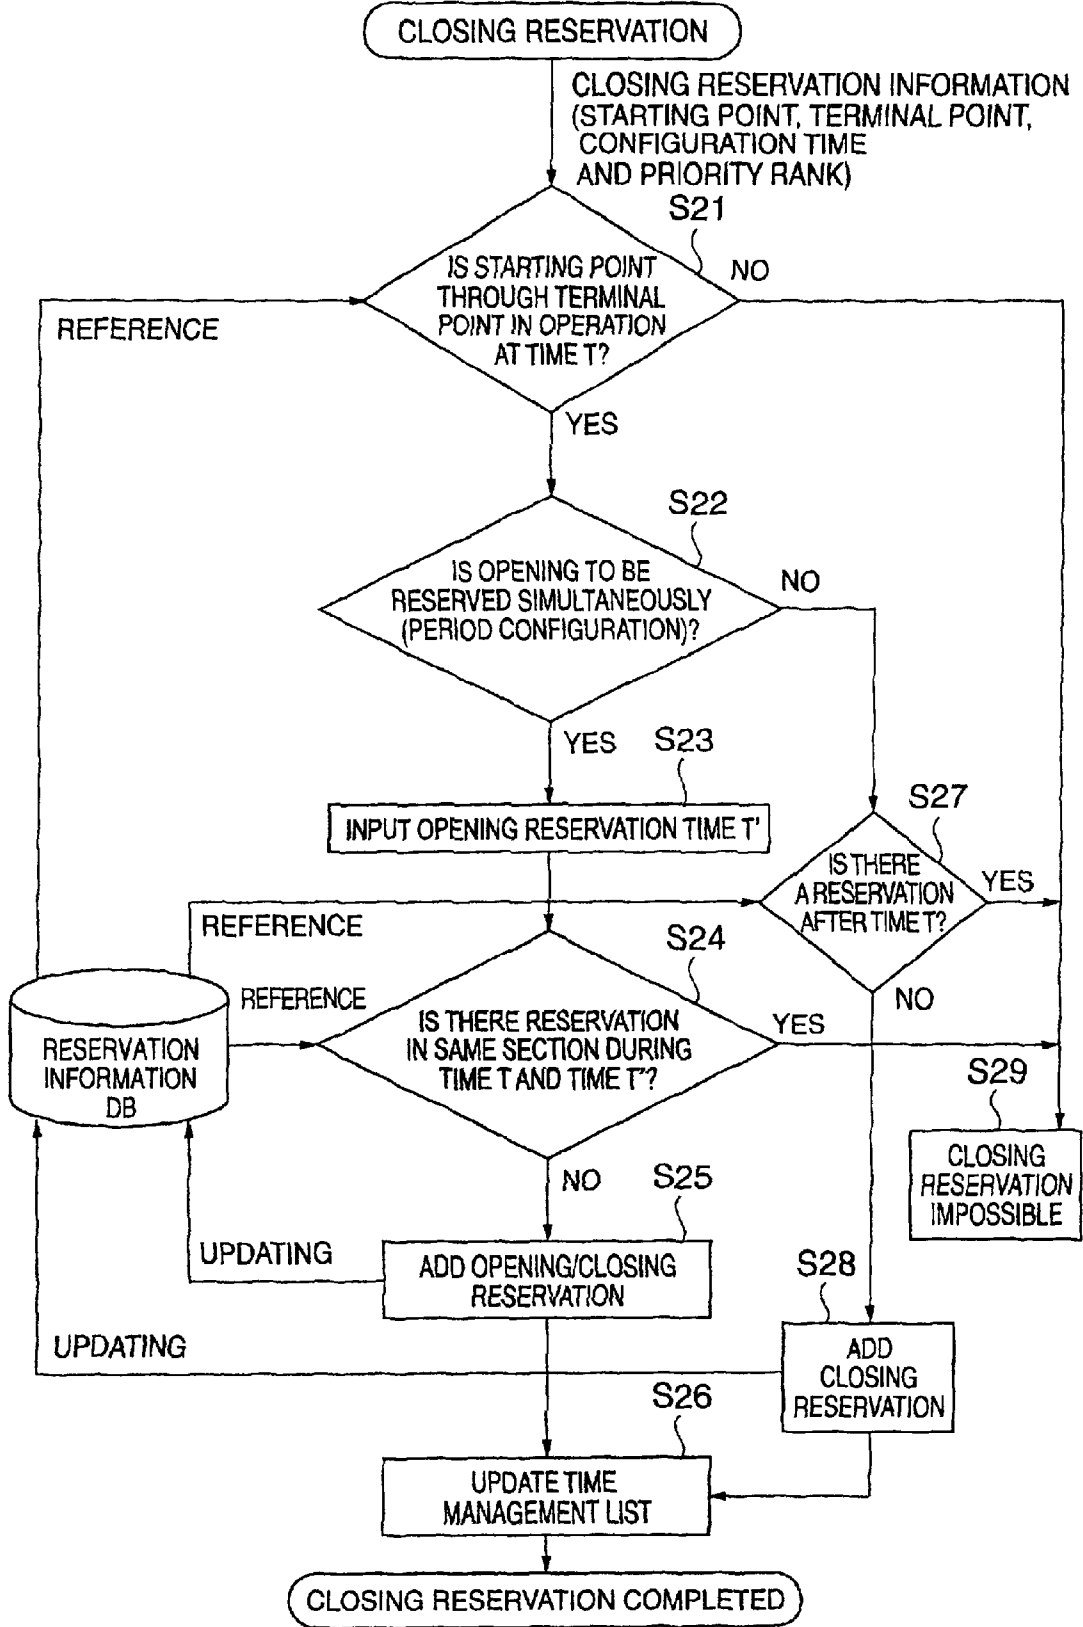 CLOSING RESERVATION
CLOSING RESERVATION INFORMATION
(STARTING POINT, TERMINAL POINT,
CONFIGURATION TIME
AND PRIORITY RANK)
S21
IS STARTING POINT
THROUGH TERMINAL
POINT IN OPERATION
AT TIME T?
NO
REFERENCE
YES
S22
IS OPENING TO BE
RESERVED SIMULTANEOUSLY
(PERIOD CONFIGURATION)?
NO
YES
S23
INPUT OPENING RESERVATION TIME T'
S27
IS THERE
A RESERVATION
AFTER TIME T?
YES
REFERENCE
NO
S24
REFERENCE
IS THERE RESERVATION
IN SAME SECTION DURING
TIME T AND TIME T'?
YES
RESERVATION
INFORMATION
DB
S29
CLOSING
RESERVATION
IMPOSSIBLE
NO
S25
UPDATING
ADD OPENING/CLOSING
RESERVATION
S28
ADD
CLOSING
RESERVATION
UPDATING
S26
UPDATE TIME
MANAGEMENT LIST
CLOSING RESERVATION COMPLETED